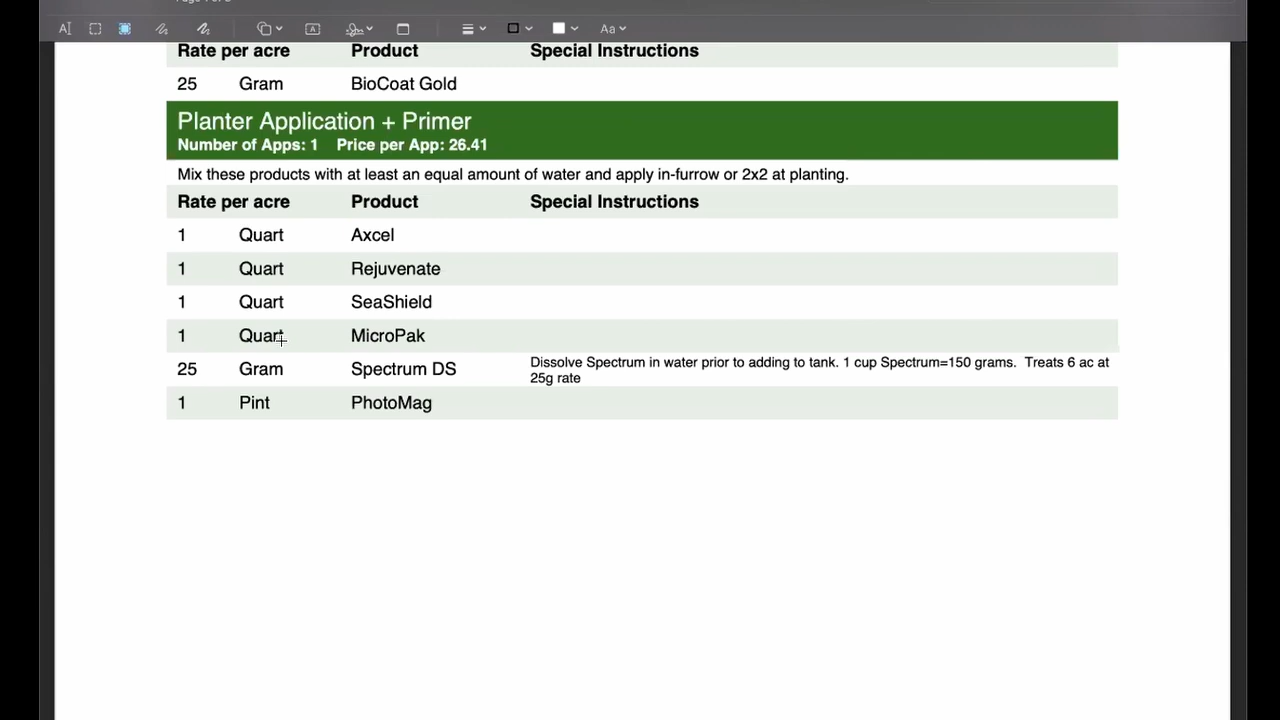 Rate per acre Product Special Instructions
25 Gram BioCoat Gold
Planter Application + Primer
Number of Apps: 1 Price per App: 26.41
Mix these products with at least an equal amount of water and apply in-furrow or 2x2 at planting.
Rate per acre Product Special Instructions
1 Quart Axcel
1 Quart Rejuvenate
1 Quart SeaShield
1 Quart MicroPak
25 Gram Spectrum DS Dissolve Spectrum in water prior to adding to tank. 1 cup Spectrum=150 grams. Treats 6 ac at
25g rate
1 Pint PhotoMag